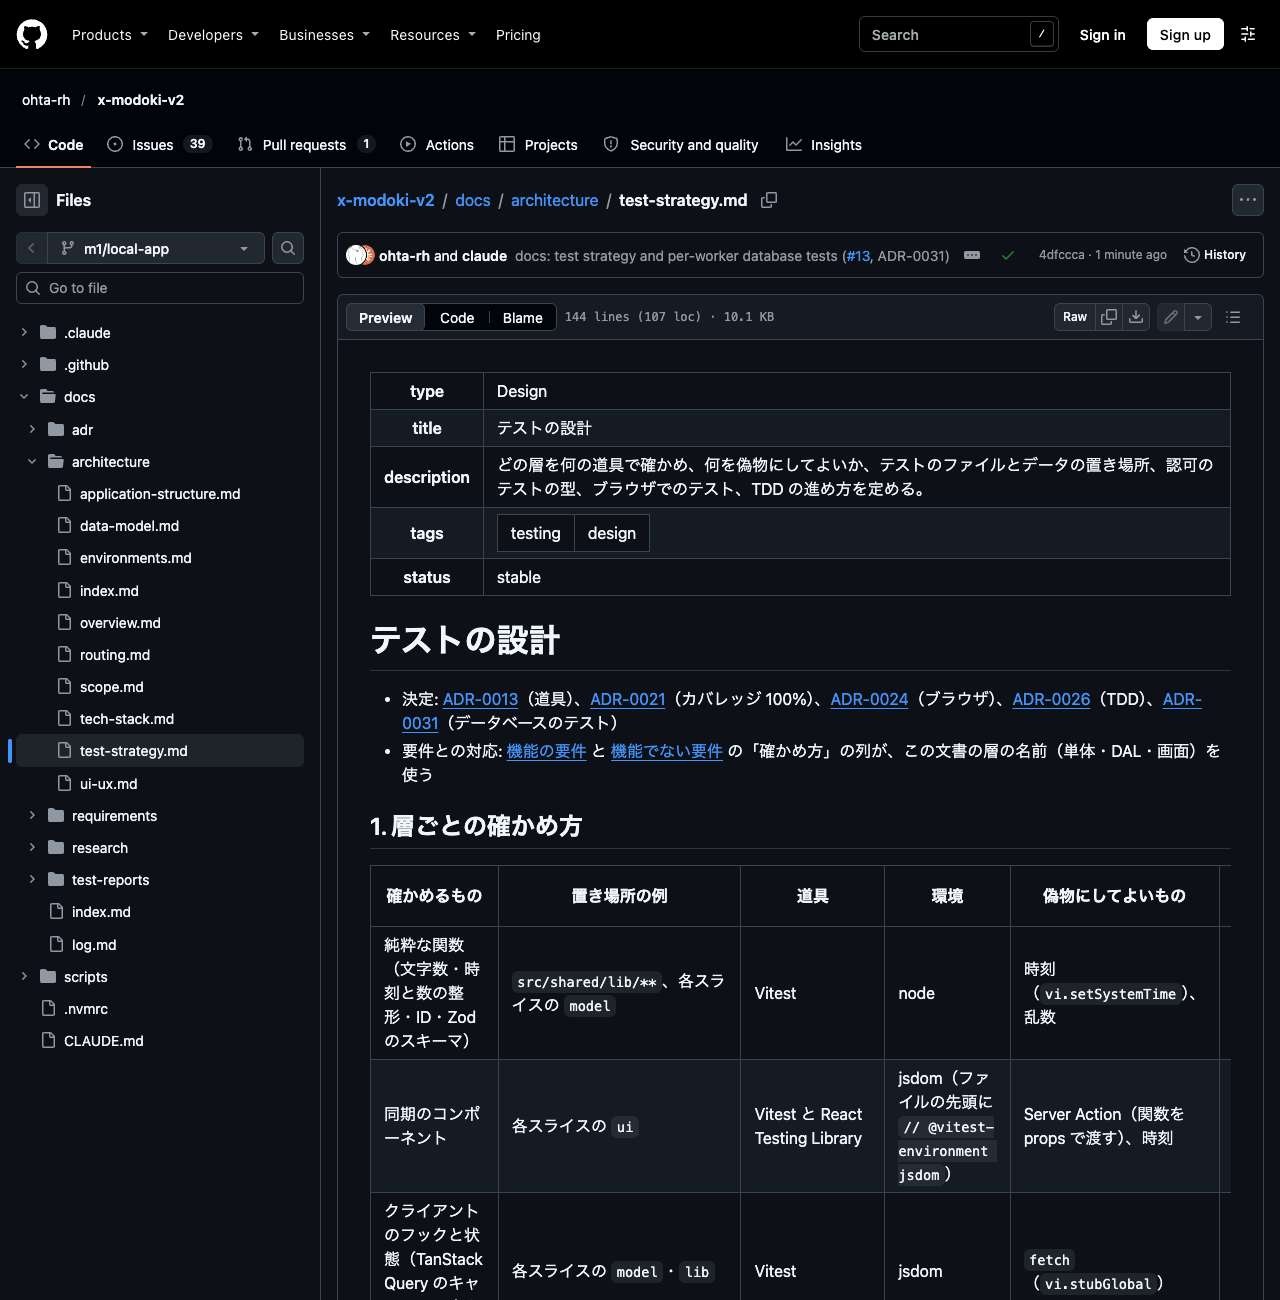 Products Developers Businesses Resources Pricing Search / Sign in Sign up
ohta-rh / x-modoki-v2
Code Issues 39 Pull requests 1 Actions Projects Security and quality Insights
Files
m1/local-app
Go to file
.claude
.github
docs
adr
architecture
application-structure.md
data-model.md
environments.md
index.md
overview.md
routing.md
scope.md
tech-stack.md
test-strategy.md
ui-ux.md
requirements
research
test-reports
index.md
log.md
scripts
.nvmrc
CLAUDE.md
x-modoki-v2 / docs / architecture / test-strategy.md
ohta-rh and claude docs: test strategy and per-worker database tests (#13, ADR-0031) 4dfccca · 1 minute ago History
Preview Code Blame 144 lines (107 loc) · 10.1 KB Raw
type Design
title テストの設計
description どの層を何の道具で確かめ、何を偽物にしてよいか、テストのファイルとデータの置き場所、認可の
テストの型、ブラウザでのテスト、TDD の進め方を定める。
tags testing design
status stable
テストの設計
• 決定: ADR-0013（道具）、ADR-0021（カバレッジ 100%）、ADR-0024（ブラウザ）、ADR-0026（TDD）、ADR-
0031（データベースのテスト）
• 要件との対応: 機能の要件 と 機能でない要件 の「確かめ方」の列が、この文書の層の名前（単体・DAL・画面）を
使う
1. 層ごとの確かめ方
確かめるもの 置き場所の例 道具 環境 偽物にしてよいもの
純粋な関数
（文字数・時
刻と数の整
形・ID・Zod
のスキーマ）
src/shared/lib/**、各スラ
イスの model
Vitest
node
時刻
（vi.setSystemTime）、
乱数
同期のコンポ
ーネント
各スライスの ui
Vitest と React
Testing Library
jsdom（ファ
イルの先頭に
// @vitest-
environment
jsdom）
Server Action（関数を
props で渡す）、時刻
クライアント
のフックと状
態（TanStack
Query のキャ
各スライスの model・lib
Vitest
jsdom
fetch
（vi.stubGlobal）